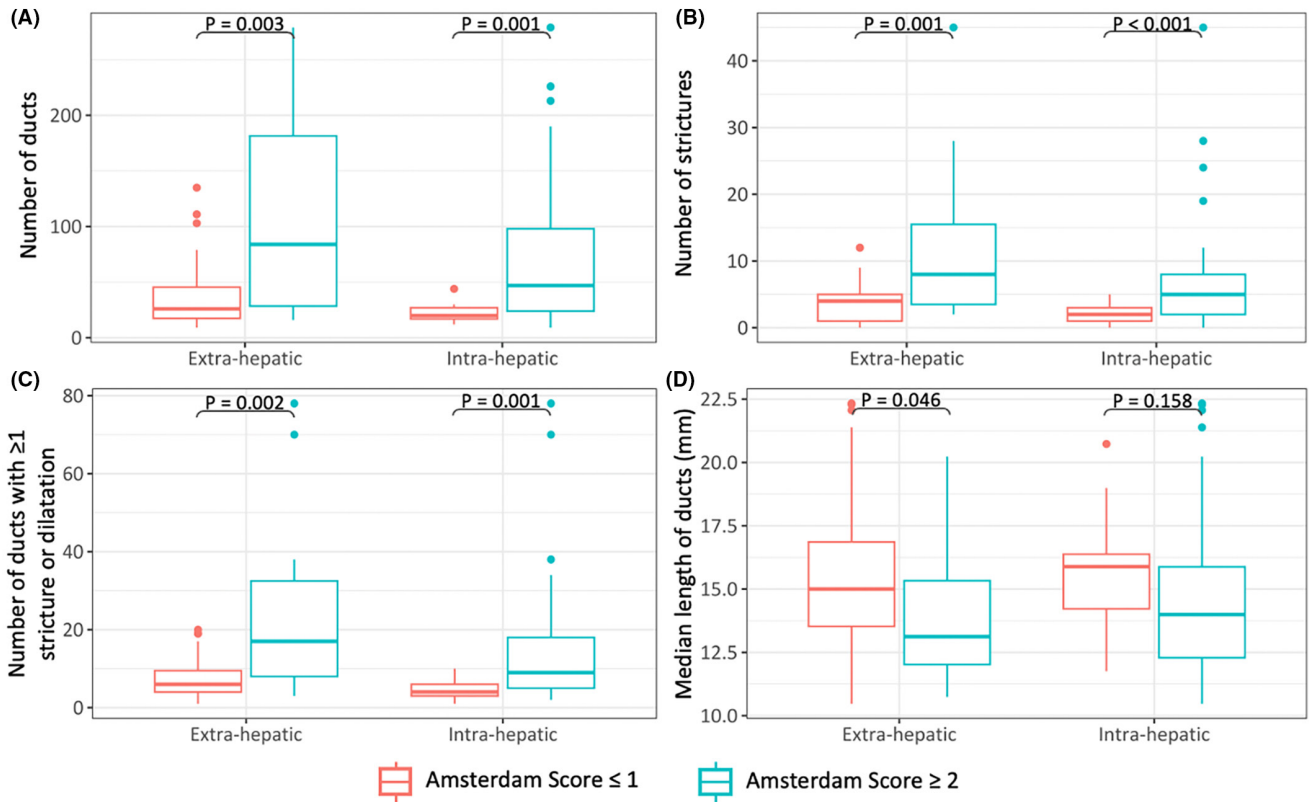 (A)
P = 0.003
P = 0.001
Number of ducts
200
100
0
Extra-hepatic
Intra-hepatic
(B)
P = 0.001
P < 0.001
Number of strictures
40
30
20
10
0
Extra-hepatic
Intra-hepatic
(C)
P = 0.002
P = 0.001
Number of ducts with ≥1
stricture or dilatation
80
60
40
20
0
Extra-hepatic
Intra-hepatic
(D)
P = 0.046
P = 0.158
Median length of ducts (mm)
22.5
20.0
17.5
15.0
12.5
10.0
Extra-hepatic
Intra-hepatic
Amsterdam Score ≤ 1
Amsterdam Score ≥ 2